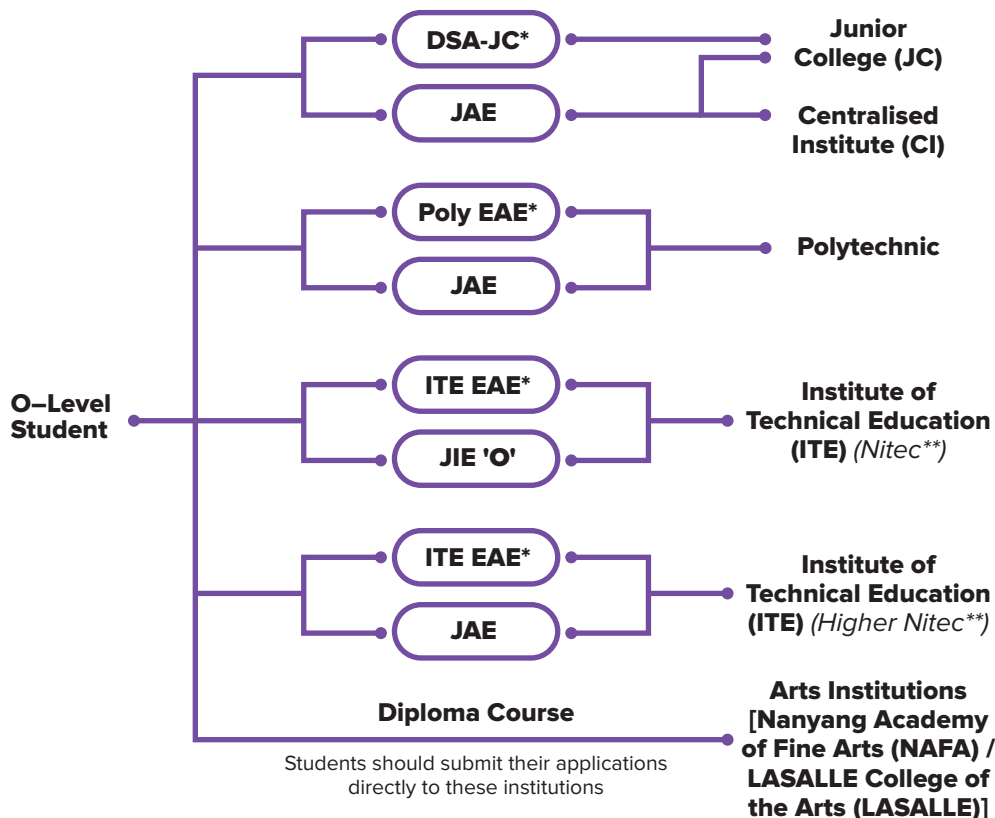 DSA-JC*
Junior
College (JC)
JAE
Centralised
Institute (CI)
Poly EAE*
Polytechnic
JAE
O–Level
Student
ITE EAE*
JIE 'O'
Institute of
Technical Education
(ITE) (Nitec**)
ITE EAE*
JAE
Institute of
Technical Education
(ITE) (Higher Nitec**)
Diploma Course
Students should submit their applications
directly to these institutions
Arts Institutions
[Nanyang Academy
of Fine Arts (NAFA) /
LASALLE College of
the Arts (LASALLE)]